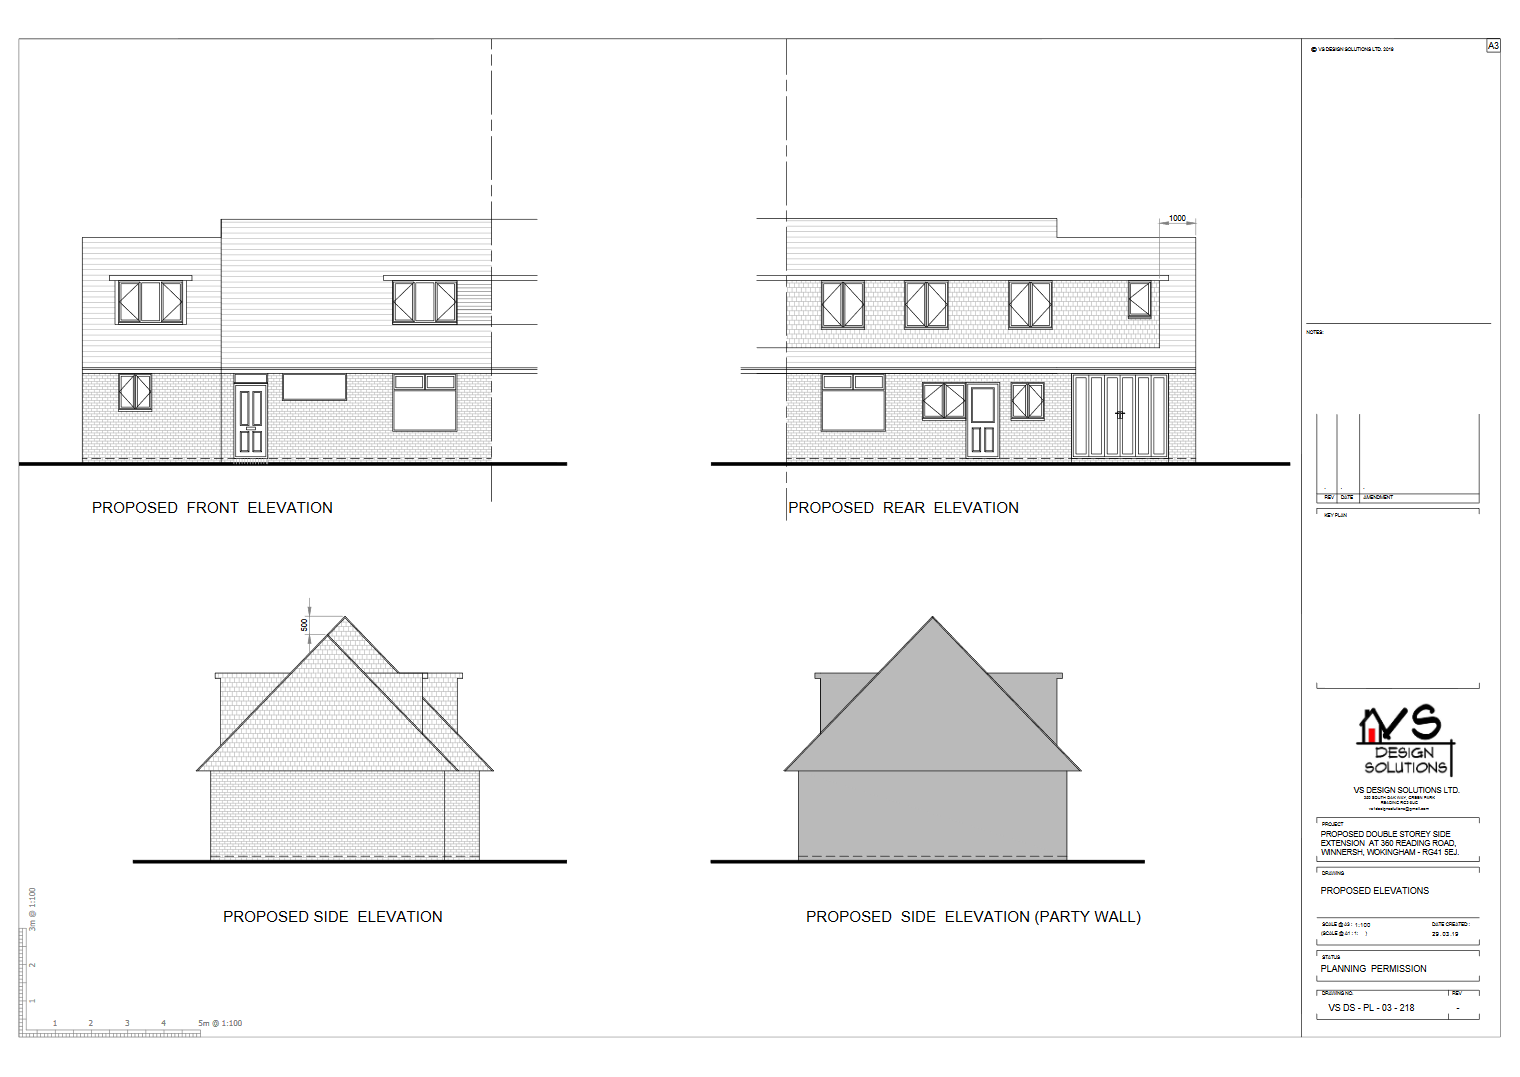 © VS DESIGN SOLUTIONS LTD. 2019
A3
1000
NOTES:
PROPOSED FRONT ELEVATION
PROPOSED REAR ELEVATION
REV DATE AMENDMENT
KEY PLAN
500
PROPOSED SIDE ELEVATION
PROPOSED SIDE ELEVATION (PARTY WALL)
VS
DESIGN
SOLUTIONS
VS DESIGN SOLUTIONS LTD.
PROJECT
PROPOSED DOUBLE STOREY SIDE
EXTENSION AT 360 READING ROAD,
WINNERSH, WOKINGHAM - RG41 5EJ.
DRAWING
PROPOSED ELEVATIONS
SCALE @ A3 : 1:100
(SCALE @ A1 : 1: )
DATE CREATED :
29.03.19
STATUS
PLANNING PERMISSION
DRAWING NO. REV
VS DS - PL - 03 - 218 -
3m @ 1:100
2
1
1 2 3 4 5m @ 1:100